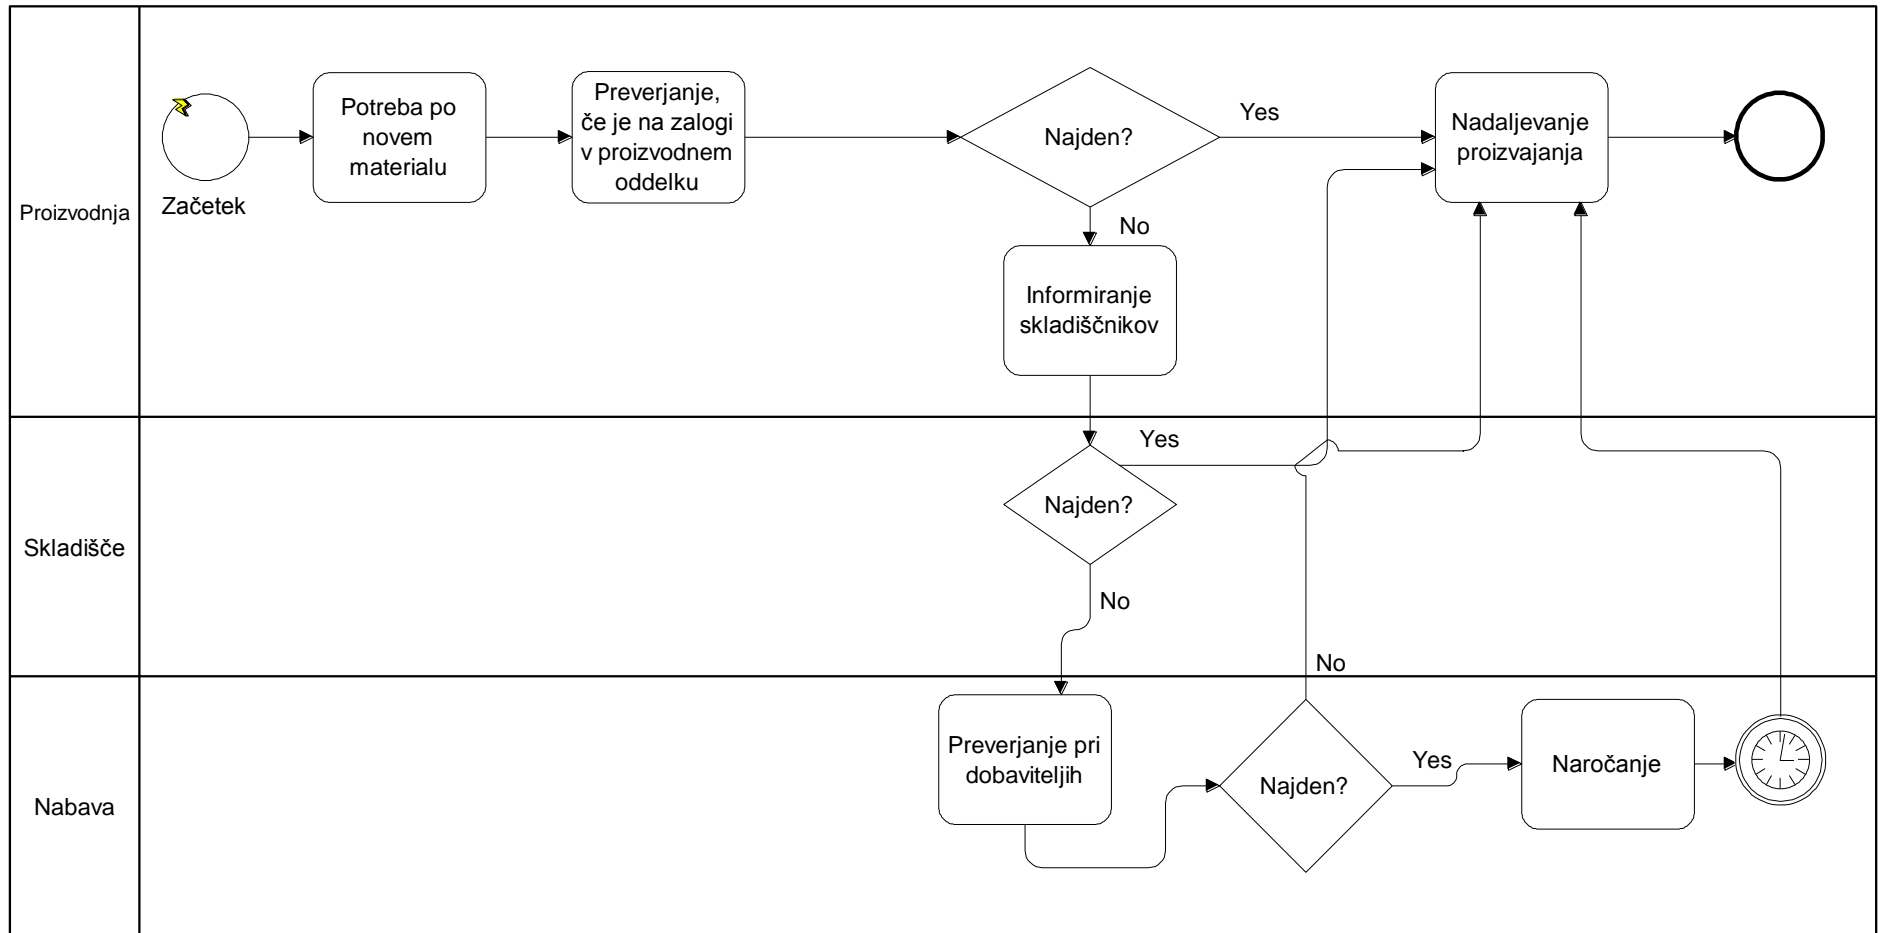 Proizvodnja
Začetek
Potreba po
novem
materialu
Preverjanje,
če je na zalogi
v proizvodnem
oddelku
Najden?
Yes
No
Nadaljevanje
proizvajanja
Informiranje
skladiščnikov
Skladišče
Yes
Najden?
No
No
Nabava
Preverjanje pri
dobaviteljih
Najden?
Yes
Naročanje